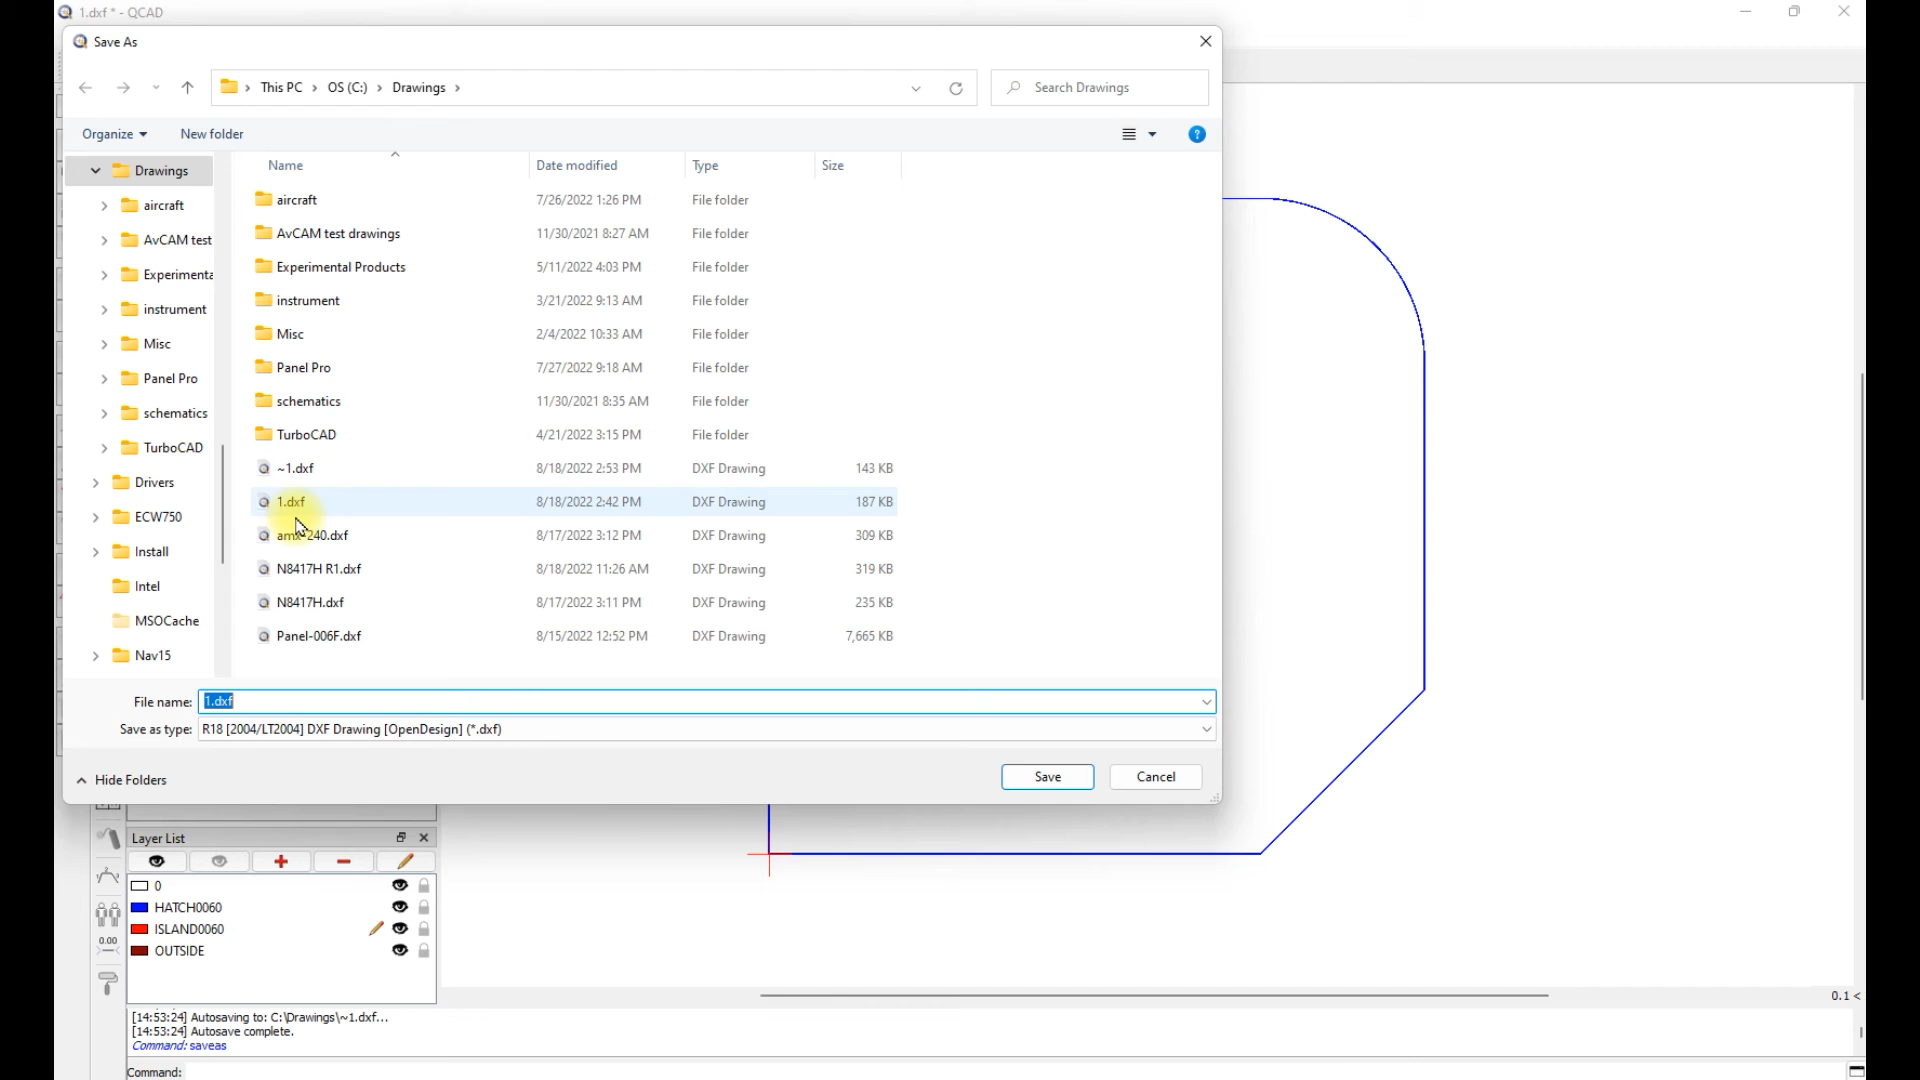 1.dxf * - QCAD
Save As
This PC > OS (C:) > Drawings >
Search Drawings
Organize
New folder
Name
Date modified
Type
Size
Drawings
aircraft
AvCAM test
Experimenta
instrument
Misc
Panel Pro
schematics
TurboCAD
Drivers
ECW750
Install
Intel
MSOCache
Nav15
aircraft 7/26/2022 1:26 PM File folder
AvCAM test drawings 11/30/2021 8:27 AM File folder
Experimental Products 5/11/2022 4:03 PM File folder
instrument 3/21/2022 9:13 AM File folder
Misc 2/4/2022 10:33 AM File folder
Panel Pro 7/27/2022 9:18 AM File folder
schematics 11/30/2021 8:35 AM File folder
TurboCAD 4/21/2022 3:15 PM File folder
~1.dxf 8/18/2022 2:53 PM DXF Drawing 143 KB
1.dxf 8/18/2022 2:42 PM DXF Drawing 187 KB
amx-240.dxf 8/17/2022 3:12 PM DXF Drawing 309 KB
N8417H R1.dxf 8/18/2022 11:26 AM DXF Drawing 319 KB
N8417H.dxf 8/17/2022 3:11 PM DXF Drawing 235 KB
Panel-006F.dxf 8/15/2022 12:52 PM DXF Drawing 7,665 KB
File name: 1.dxf
Save as type: R18 [2004/LT2004] DXF Drawing [OpenDesign] (*.dxf)
Hide Folders
Save
Cancel
Layer List
0
HATCH0060
ISLAND0060
OUTSIDE
0.00
0.1 <
[14:53:24] Autosaving to: C:\Drawings\~1.dxf...
[14:53:24] Autosave complete.
Command: saveas
Command: